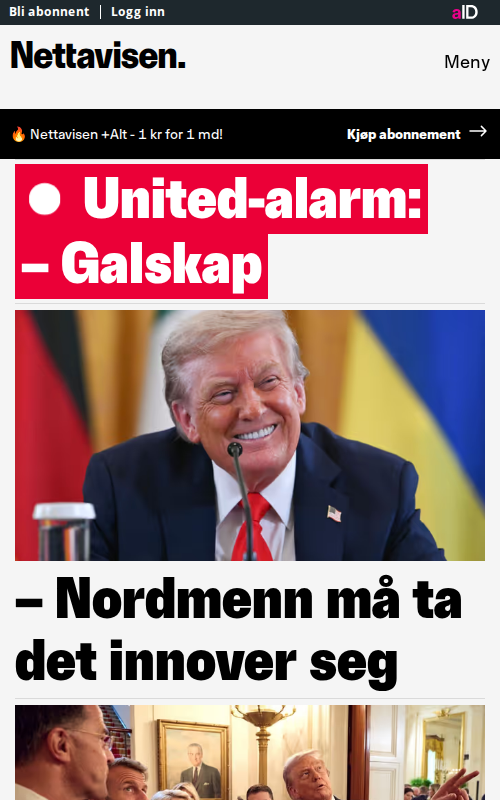 Bli abonnent | Logg inn
aID
Nettavisen.
Meny
🔥 Nettavisen +Alt - 1 kr for 1 md!
Kjøp abonnement →
United-alarm:
– Galskap
– Nordmenn må ta
det innover seg